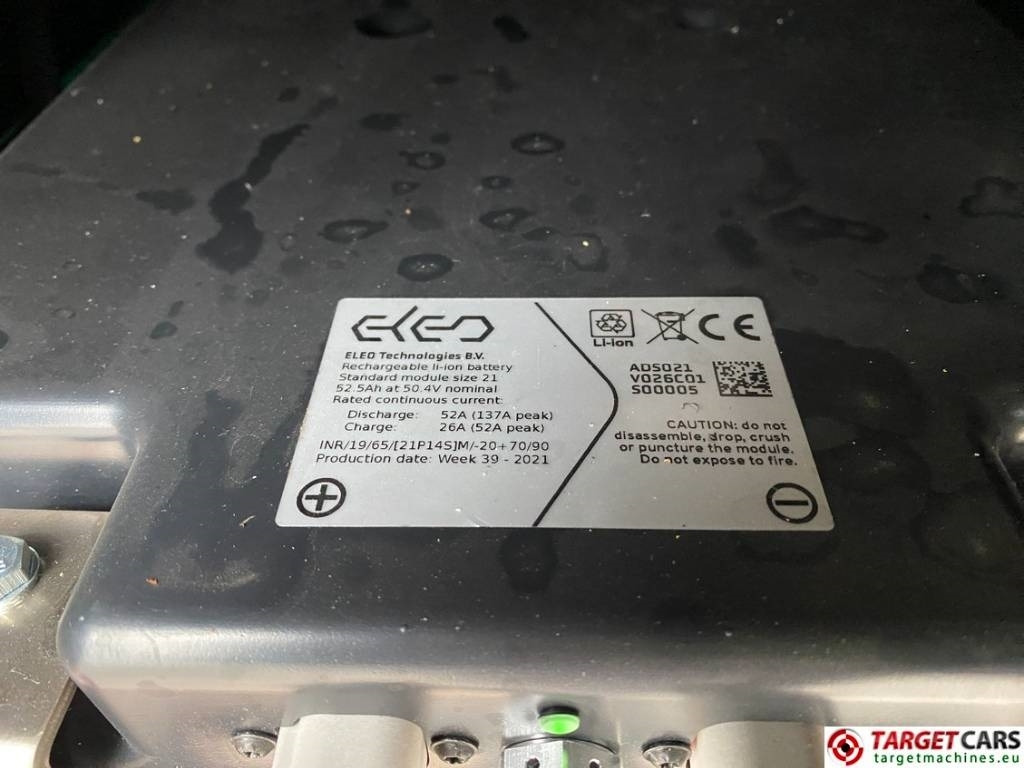 ELEO
ELEO Technologies B.V.
Rechargeable li-ion battery
Standard module size 21
52.5Ah at 50.4V nominal
Rated continuous current:
Discharge: 52A (137A peak)
Charge: 26A (52A peak)
INR/19/65/[21P14S]M/-20+70/90
Production date: Week 39 - 2021
Li-ion
CE
ADS021
V026C01
S00005
CAUTION: do not
disassemble, drop, crush
or puncture the module.
Do not expose to fire.
TARGETCARS
targetmachines.eu